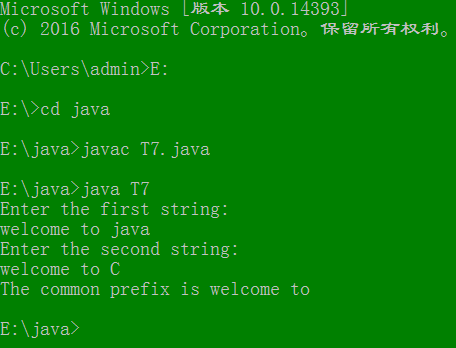 Microsoft Windows [版本 10.0.14393]
(c) 2016 Microsoft Corporation。保留所有权利。
C:\Users\admin>E:
E:\>cd java
E:\java>javac T7.java
E:\java>java T7
Enter the first string:
welcome to java
Enter the second string:
welcome to C
The common prefix is welcome to
E:\java>